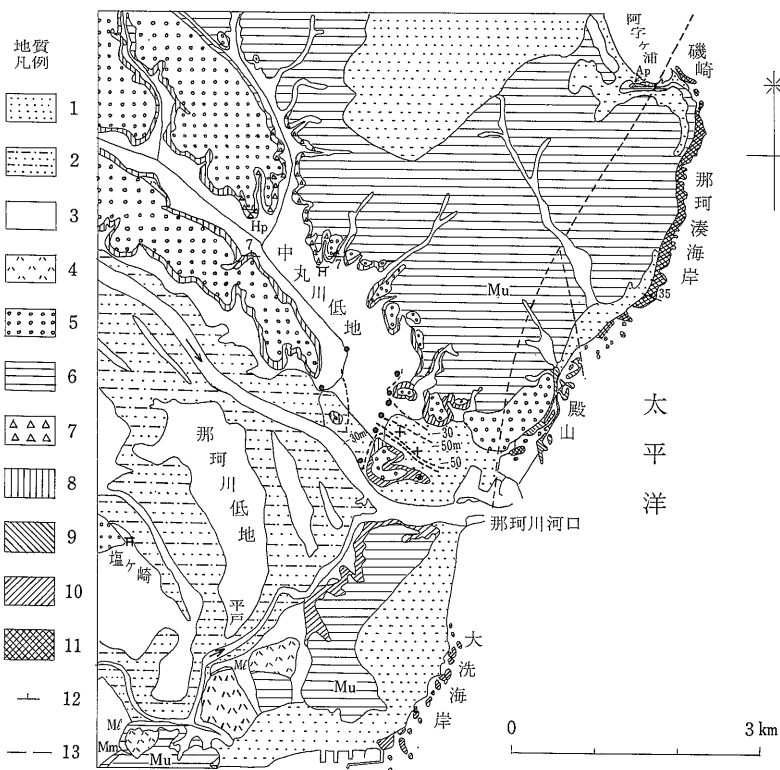 地質
凡例
1
2
3
4
5
6
7
8
9
10
11
12
13
阿字ヶ浦
Ap
磯崎
那珂湊海岸
35
Hp
7
中丸川低地
7
Mu
太平洋
殿山
30m
30
50m
50
那珂川低地
那珂川河口
塩ヶ崎
平戸
大洗海岸
Mℓ
Mu
Mℓ
Mm
Mu
0 3 km